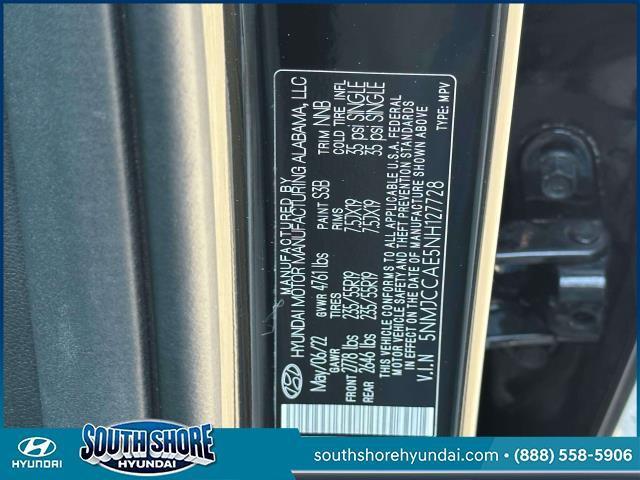 MANUFACTURED BY
HYUNDAI MOTOR MANUFACTURING ALABAMA, LLC
May/06/22 GVWR 4761lbs PAINT S3B TRIM NNB
GAWR TIRES RIMS COLD TIRE INFL
FRONT 2778 lbs 235/55R19 7.5JX19 35 psi SINGLE
REAR 2646 lbs 235/55R19 7.5JX19 35 psi SINGLE
THIS VEHICLE CONFORMS TO ALL APPLICABLE U.S.A. FEDERAL
MOTOR VEHICLE SAFETY AND THEFT PREVENTION STANDARDS
IN EFFECT ON THE DATE OF MANUFACTURE SHOWN ABOVE
V.I.N 5NMJCCAE5NH127728 TYPE: MPV
HYUNDAI
SOUTH SHORE
HYUNDAI
southshorehyundai.com • (888) 558-5906